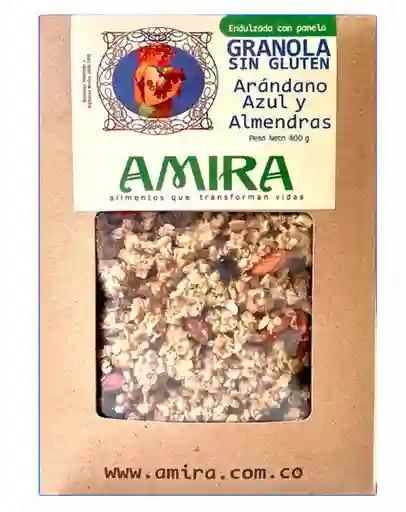 Endulzada con panela
GRANOLA
SIN GLUTEN
Arándano
Azul y
Almendras
Peso Neto 400 g
AMIRA
alimentos que transforman vidas
www.amira.com.co